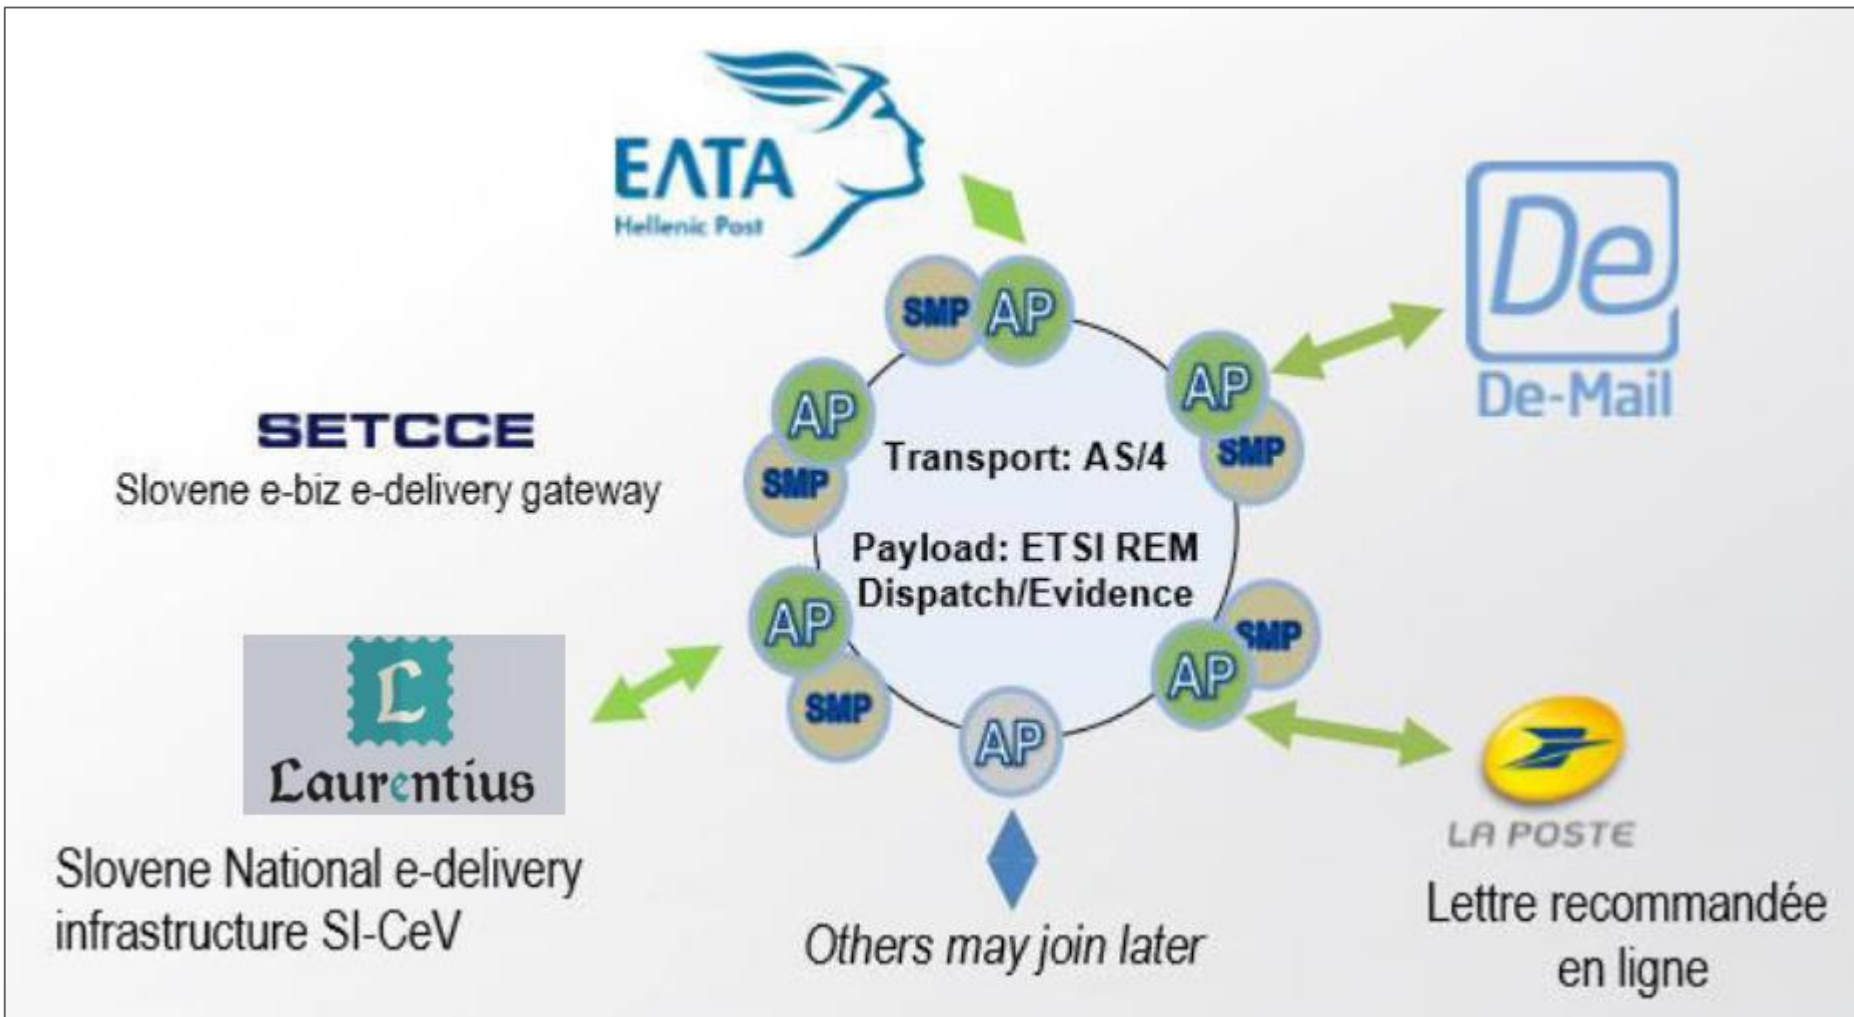 ΕΛΤΑ
Hellenic Post
De
De-Mail
SMP AP
AP
AP
SETCCE
Slovene e-biz e-delivery gateway
Transport: AS/4
SMP
SMP
Payload: ETSI REM
Dispatch/Evidence
AP
SMP
AP
L
Laurentius
SMP
AP
LA POSTE
Slovene National e-delivery
infrastructure SI-CeV
Others may join later
Lettre recommandée
en ligne